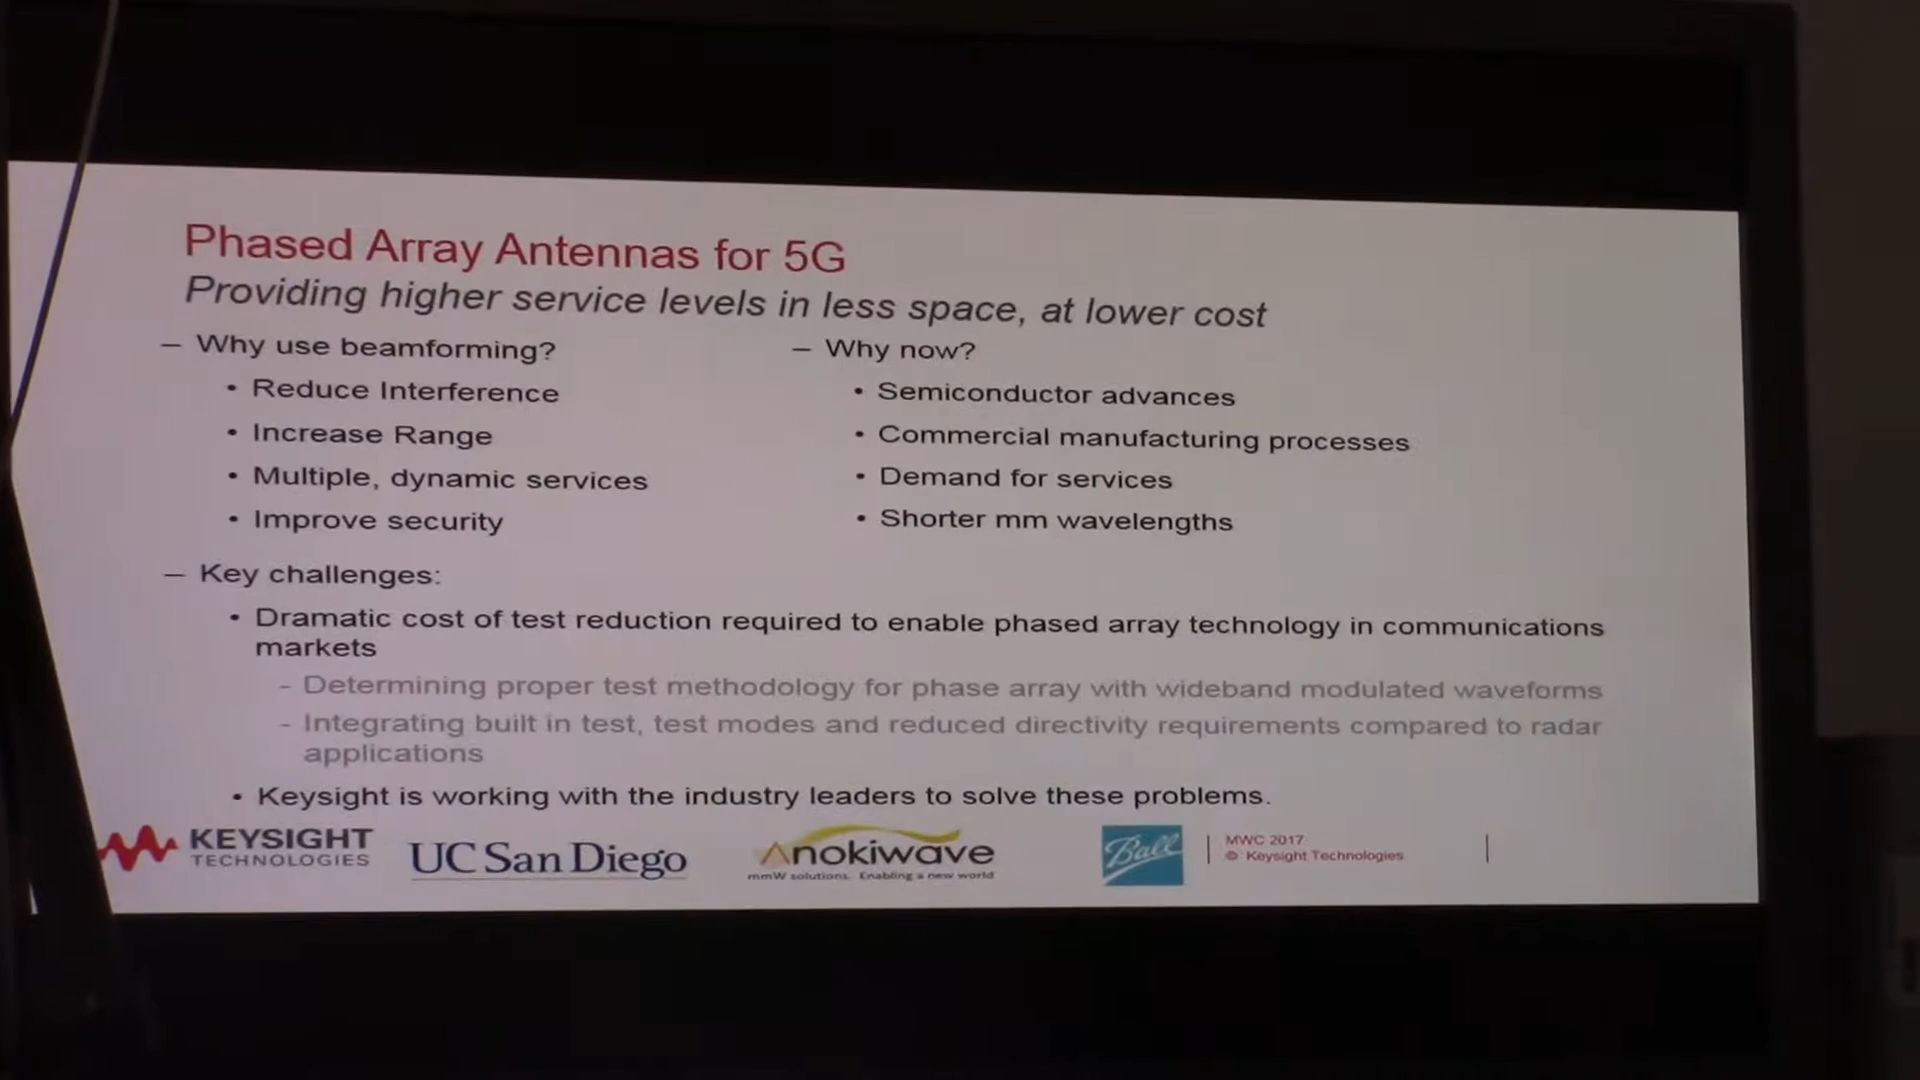 Phased Array Antennas for 5G
Providing higher service levels in less space, at lower cost
– Why use beamforming?
• Reduce Interference
• Increase Range
• Multiple, dynamic services
• Improve security
– Why now?
• Semiconductor advances
• Commercial manufacturing processes
• Demand for services
• Shorter mm wavelengths
– Key challenges:
• Dramatic cost of test reduction required to enable phased array technology in communications
markets
- Determining proper test methodology for phase array with wideband modulated waveforms
- Integrating built in test, test modes and reduced directivity requirements compared to radar
applications
• Keysight is working with the industry leaders to solve these problems.
KEYSIGHT
TECHNOLOGIES
UC San Diego
Anokiwave
mmW solutions. Enabling a new world
Ball
MWC 2017
© Keysight Technologies